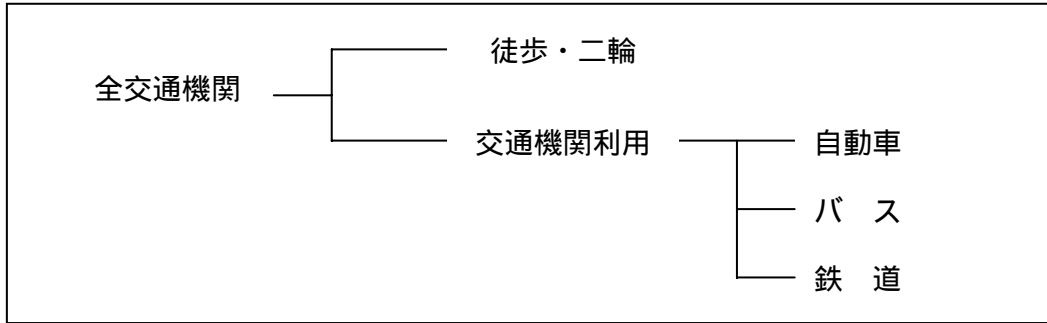 徒歩・二輪
全交通機関
交通機関利用
自動車
バ　ス
鉄　道